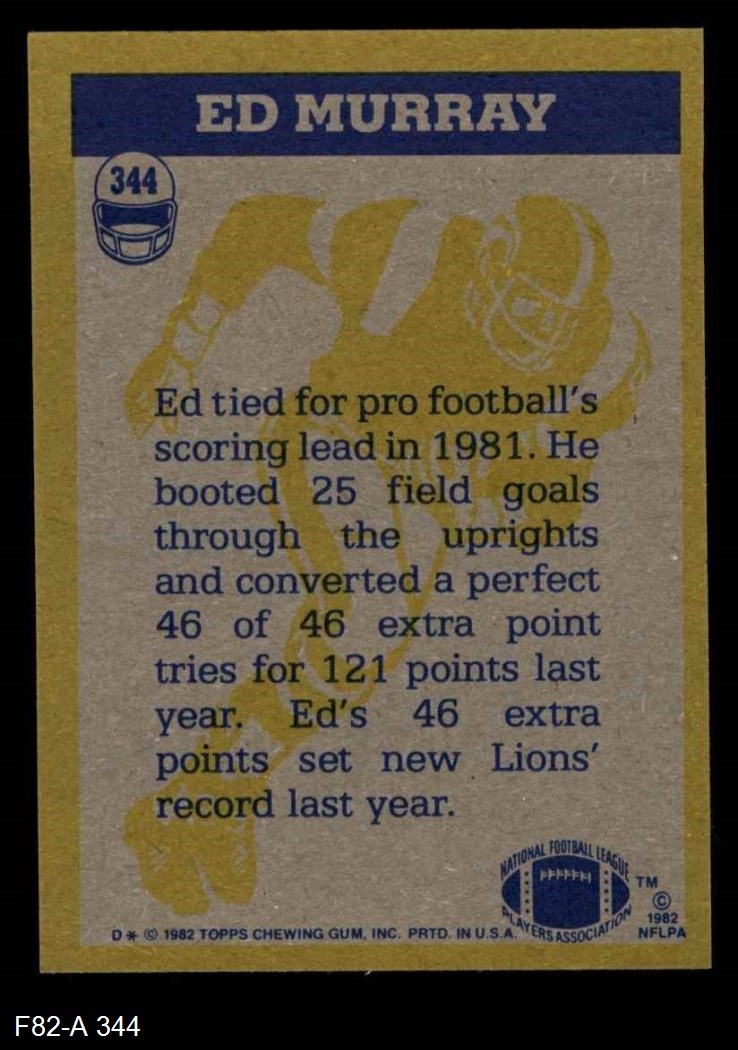 ED MURRAY
344
Ed tied for pro football's
scoring lead in 1981. He
booted 25 field goals
through the uprights
and converted a perfect
46 of 46 extra point
tries for 121 points last
year. Ed's 46 extra
points set new Lions'
record last year.
NATIONAL FOOTBALL LEAGUE
PLAYERS ASSOCIATION
TM
©
1982
NFLPA
D * © 1982 TOPPS CHEWING GUM, INC. PRTD. IN U.S.A.
F82-A 344